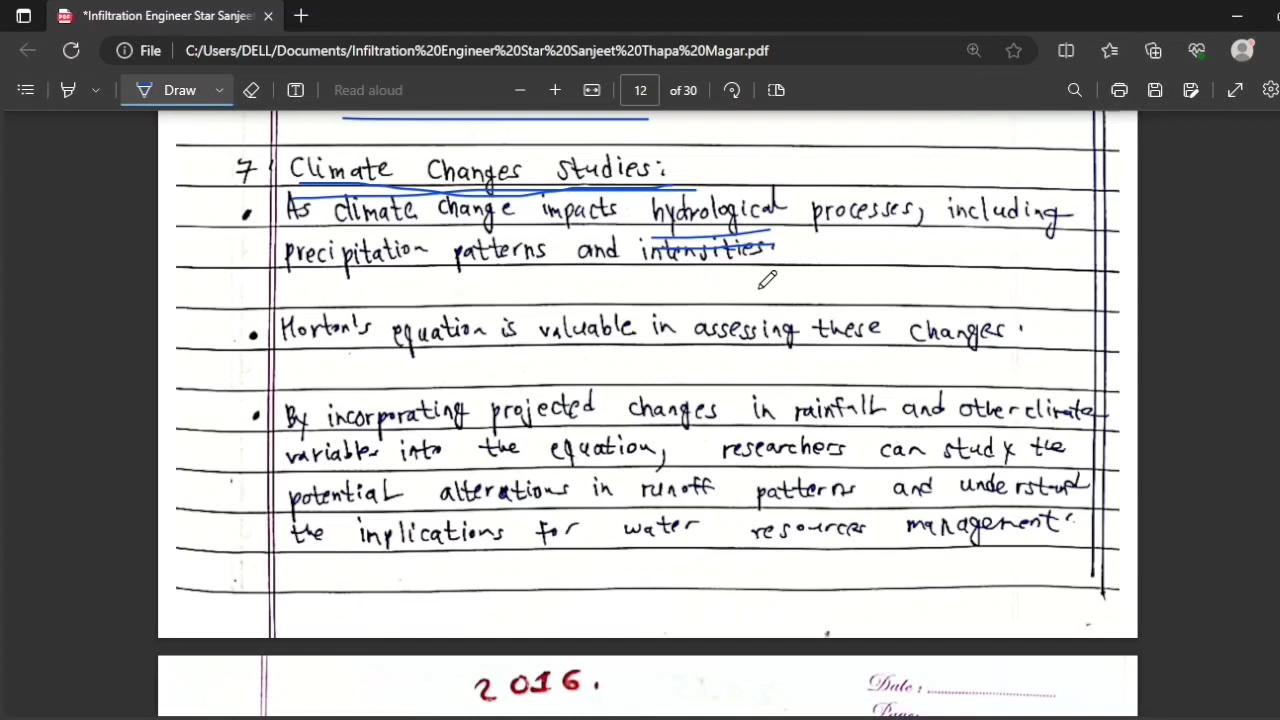 *Infiltration Engineer Star Sanjee
File
C:/Users/DELL/Documents/Infiltration%20Engineer%20Star%20Sanjeet%20Thapa%20Magar.pdf
Draw
Read aloud
12 of 30
7 Climate Changes Studies:
• As climate change impacts hydrological processes, including
precipitation patterns and intensities.
• Horton's equation is valuable in assessing these changes.
• By incorporating projected changes in rainfall and other climate
variables into the equation, researchers can study the
potential alterations in runoff patterns and understand
the implications for water resources management.
2016.
Date :
Page: